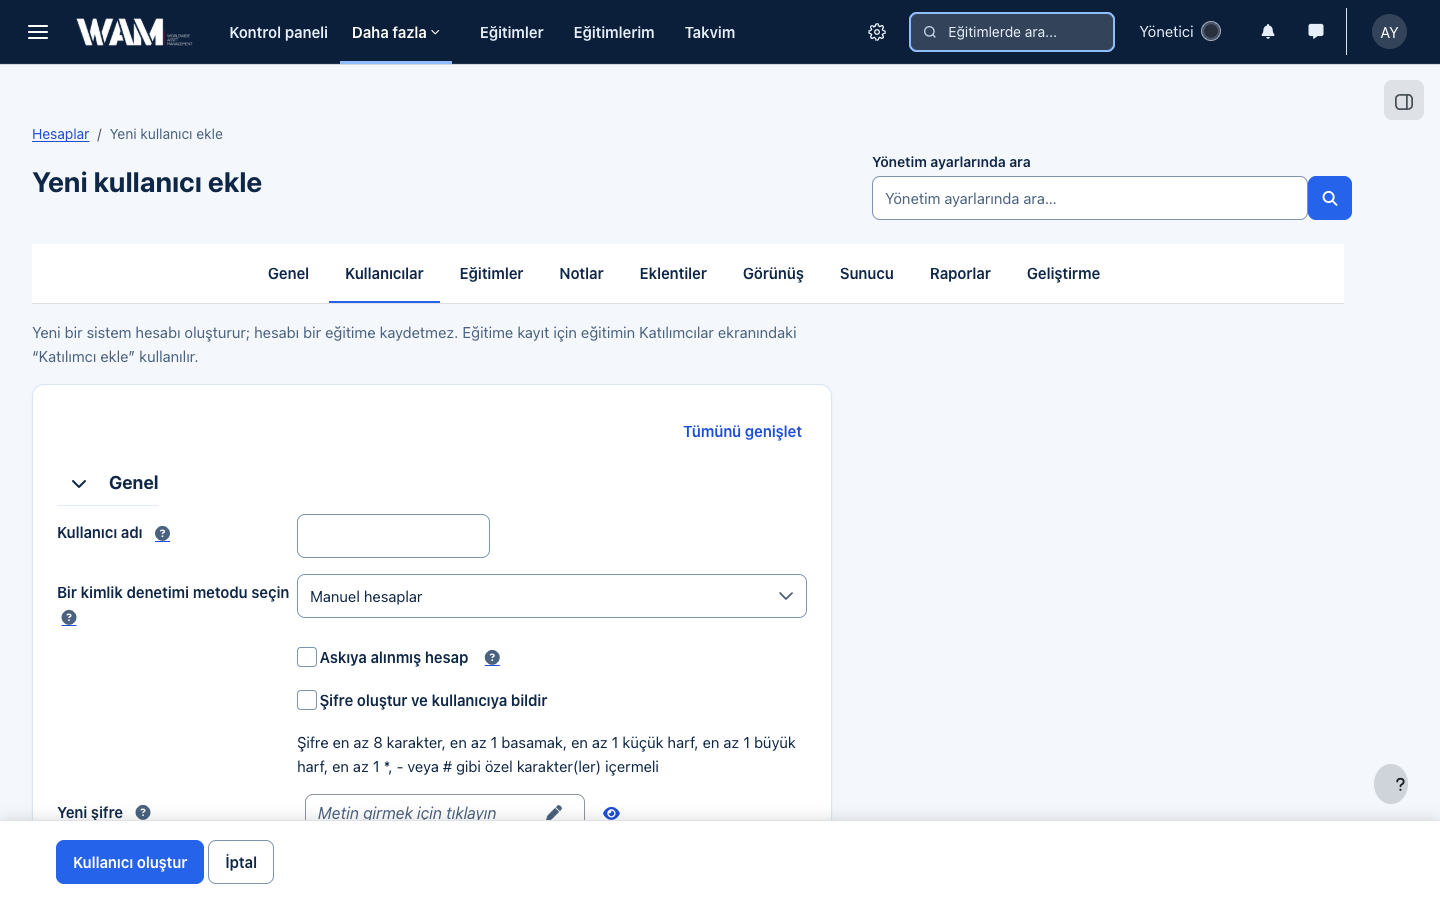 WAM
Kontrol paneli
Daha fazla
Eğitimler
Eğitimlerim
Takvim
Eğitimlerde ara...
Yönetici
AY
Hesaplar / Yeni kullanıcı ekle
Yeni kullanıcı ekle
Yönetim ayarlarında ara
Yönetim ayarlarında ara...
Genel
Kullanıcılar
Eğitimler
Notlar
Eklentiler
Görünüş
Sunucu
Raporlar
Geliştirme
Yeni bir sistem hesabı oluşturur; hesabı bir eğitime kaydetmez. Eğitime kayıt için eğitimin Katılımcılar ekranındaki
“Katılımcı ekle” kullanılır.
Tümünü genişlet
Genel
Kullanıcı adı ?
Bir kimlik denetimi metodu seçin
?
Manuel hesaplar
Askıya alınmış hesap ?
Şifre oluştur ve kullanıcıya bildir
Şifre en az 8 karakter, en az 1 basamak, en az 1 küçük harf, en az 1 büyük
harf, en az 1 *, - veya # gibi özel karakter(ler) içermeli
Yeni şifre ?
Metin girmek için tıklayın
?
Kullanıcı oluştur
İptal